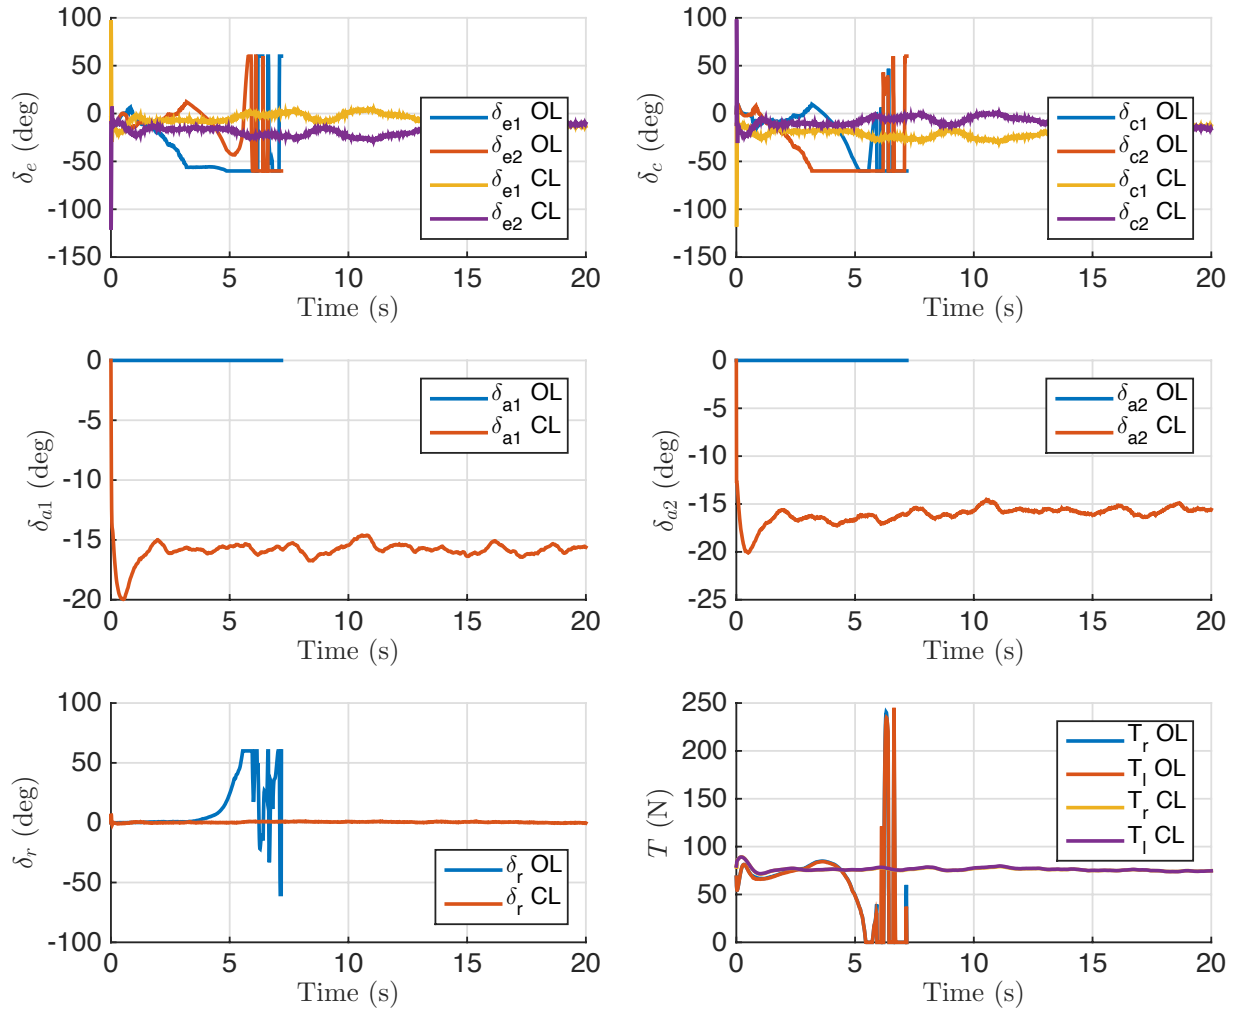 100
50
0
-50
-100
-150
δe (deg)
0 5 10 15 20
Time (s)
δe1 OL
δe2 OL
δe1 CL
δe2 CL
100
50
0
-50
-100
-150
δc (deg)
0 5 10 15 20
Time (s)
δc1 OL
δc2 OL
δc1 CL
δc2 CL
0
-5
-10
-15
-20
δa1 (deg)
0 5 10 15 20
Time (s)
δa1 OL
δa1 CL
0
-5
-10
-15
-20
-25
δa2 (deg)
0 5 10 15 20
Time (s)
δa2 OL
δa2 CL
100
50
0
-50
-100
δr (deg)
0 5 10 15 20
Time (s)
δr OL
δr CL
250
200
150
100
50
0
T (N)
0 5 10 15 20
Time (s)
Tr OL
Tl OL
Tr CL
Tl CL